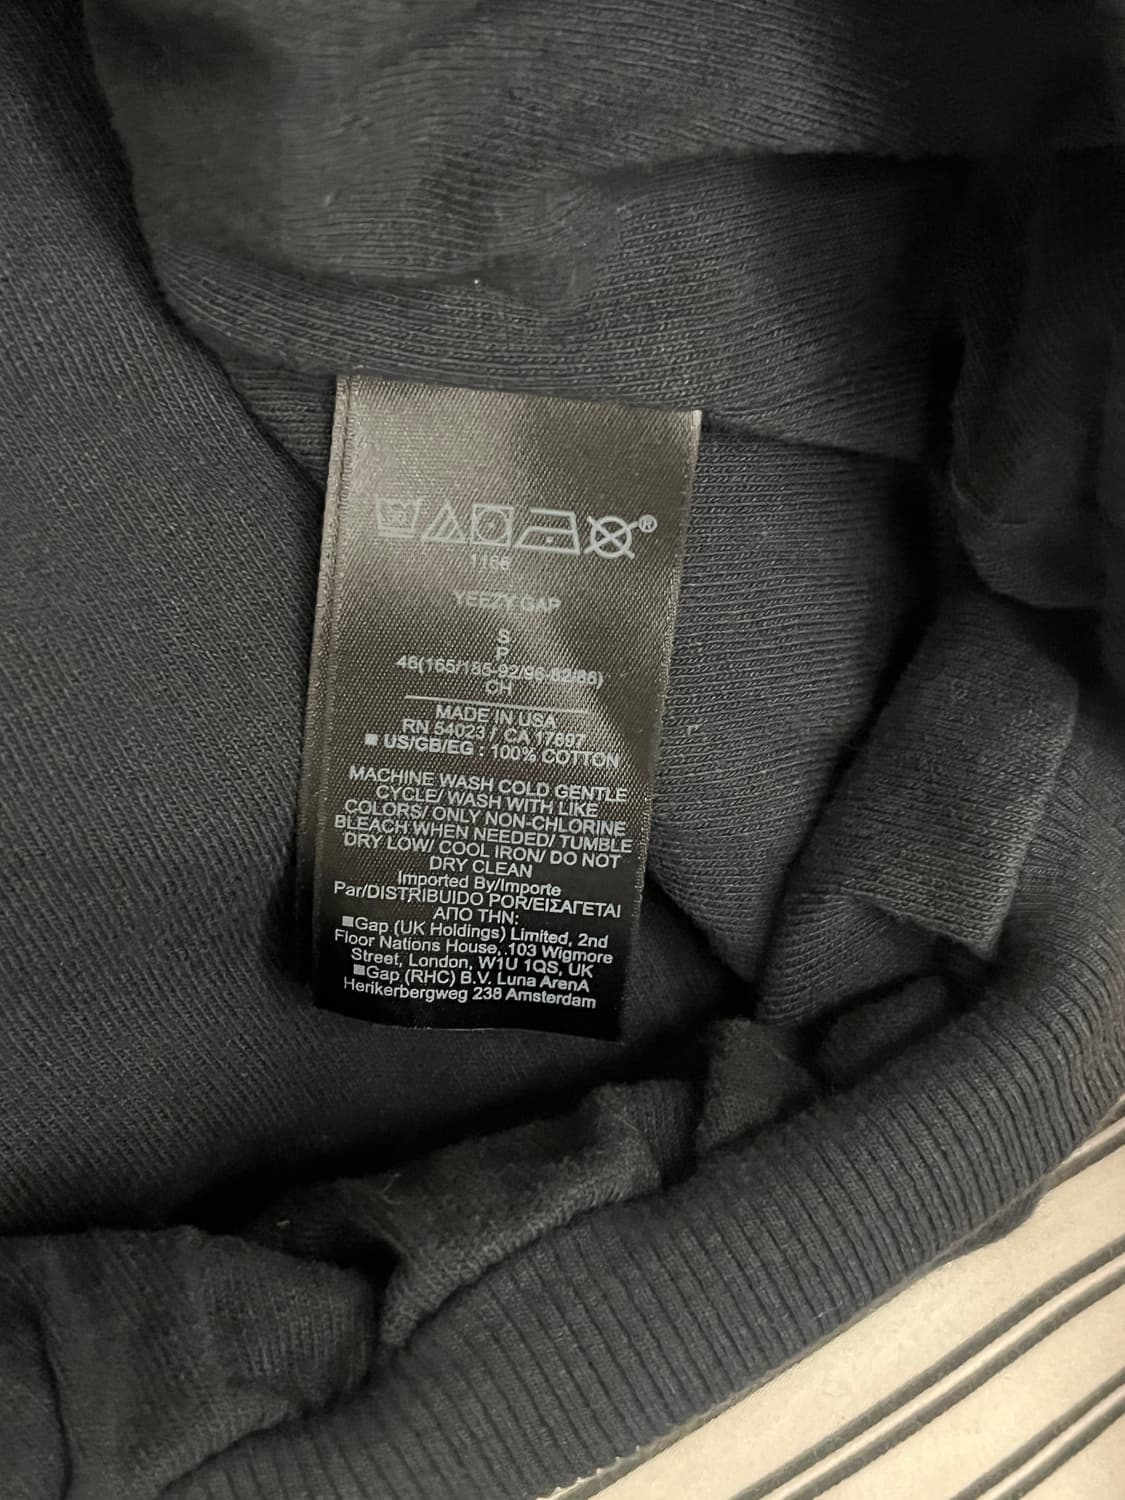 ®
1166
YEEZY GAP
S
P
46(165/185-92/96-82/86)
CH
MADE IN USA
RN 54023 / CA 17897
■ US/GB/EG : 100% COTTON
MACHINE WASH COLD GENTLE
CYCLE/ WASH WITH LIKE
COLORS/ ONLY NON-CHLORINE
BLEACH WHEN NEEDED/ TUMBLE
DRY LOW/ COOL IRON/ DO NOT
DRY CLEAN
Imported By/Importe
Par/DISTRIBUIDO POR/ΕΙΣΑΓΕΤΑΙ
ΑΠΟ ΤΗΝ:
■Gap (UK Holdings) Limited, 2nd
Floor Nations House, 103 Wigmore
Street, London, W1U 1QS, UK
■Gap (RHC) B.V. Luna ArenA
Herikerbergweg 238 Amsterdam